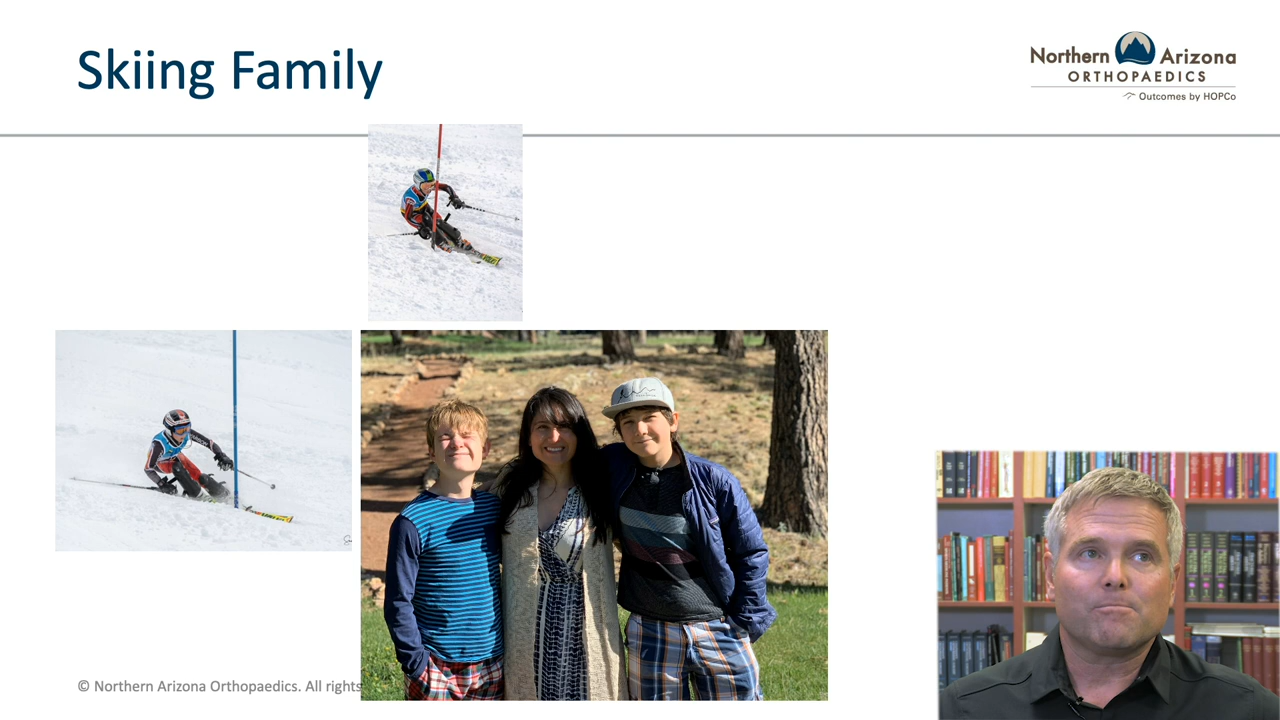 Skiing Family
Northern Arizona
ORTHOPAEDICS
Outcomes by HOPCo
© Northern Arizona Orthopaedics. All rights